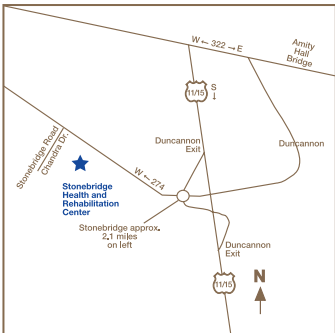 W ← 322 → E
Amity
Hall
Bridge
11/15
S
↓
Duncannon
Exit
Duncannon
Stonebridge Road
Chandra Dr.
W ← 274
Stonebridge
Health and
Rehabilitation
Center
Stonebridge approx.
2.1 miles
on left
Duncannon
Exit
11/15
N